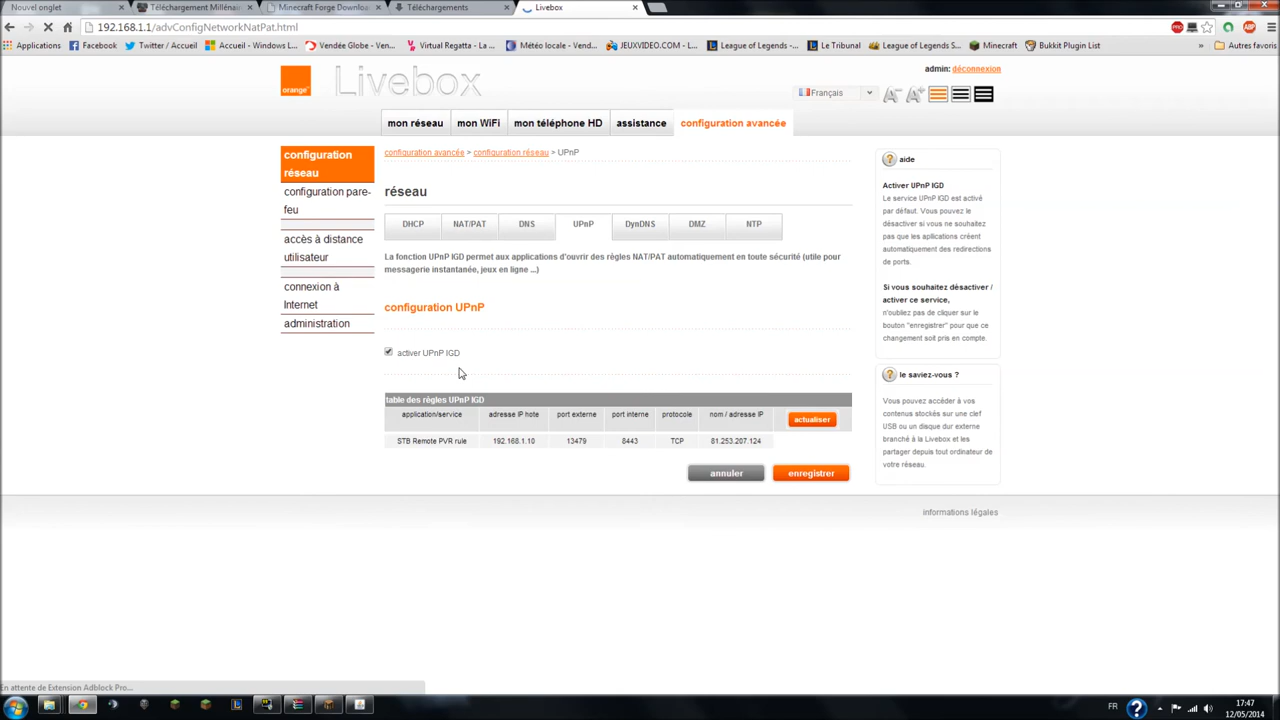 Nouvel onglet
Téléchargement Millénai
Minecraft Forge Downloa
Téléchargements
Livebox
192.168.1.1/advConfigNetworkNatPat.html
Applications
Facebook
Twitter / Accueil
Accueil - Windows L...
Vendée Globe - Ven...
Virtual Regatta - La ...
Météo locale - Weat...
JEUXVIDEO.COM - L...
League of Legends -...
Le Tribunal
League of Legends S...
Minecraft
Bukkit Plugin List
»
Autres favoris
admin: déconnexion
orange
Livebox
Français
A-
A+
mon réseau
mon WiFi
mon téléphone HD
assistance
configuration avancée
configuration réseau
configuration pare-feu
accès à distance utilisateur
connexion à Internet
administration
configuration avancée > configuration réseau > UPnP
réseau
DHCP
NAT/PAT
DNS
UPnP
DynDNS
DMZ
NTP
La fonction UPnP IGD permet aux applications d'ouvrir des règles NAT/PAT automatiquement en toute sécurité (utile pour
messagerie instantanée, jeux en ligne ...)
configuration UPnP
activer UPnP IGD
table des règles UPnP IGD
application/service adresse IP hote port externe port interne protocole nom / adresse IP actualiser
STB Remote PVR rule 192.168.1.10 13479 8443 TCP 81.253.207.124
annuler
enregistrer
aide
Activer UPnP IGD
Le service UPnP IGD est activé
par défaut. Vous pouvez le
désactiver si vous ne souhaitez
pas que les apllications créent
automatiquement des redirections
de ports.
Si vous souhaitez désactiver /
activer ce service,
n'oubliez pas de cliquer sur le
bouton "enregistrer" pour que ce
changement soit pris en compte.
le saviez-vous ?
Vous pouvez accéder à vos
contenus stockés sur une clef
USB ou un disque dur externe
branché à la Livebox et les
partager depuis tout ordinateur de
votre réseau.
informations légales
En attente de Extension Adblock Pro...
FR
17:47
12/05/2014